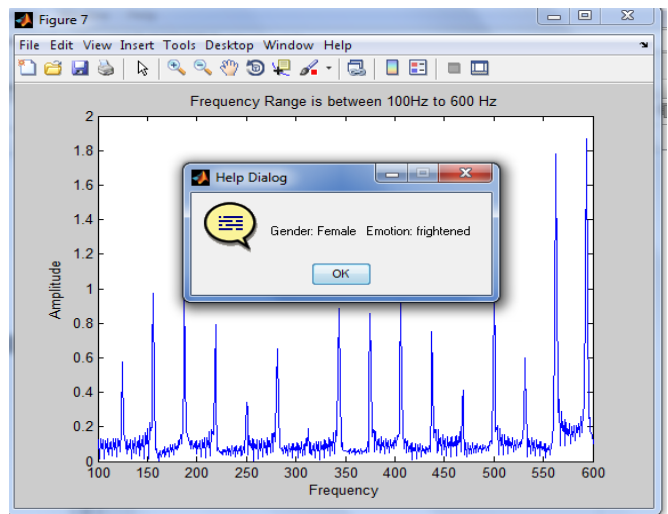 Figure 7
File Edit View Insert Tools Desktop Window Help
Frequency Range is between 100Hz to 600 Hz
2
1.8
1.6
1.4
1.2
1
0.8
0.6
0.4
0.2
0
Amplitude
Help Dialog
Gender: Female Emotion: frightened
OK
100 150 200 250 300 350 400 450 500 550 600
Frequency